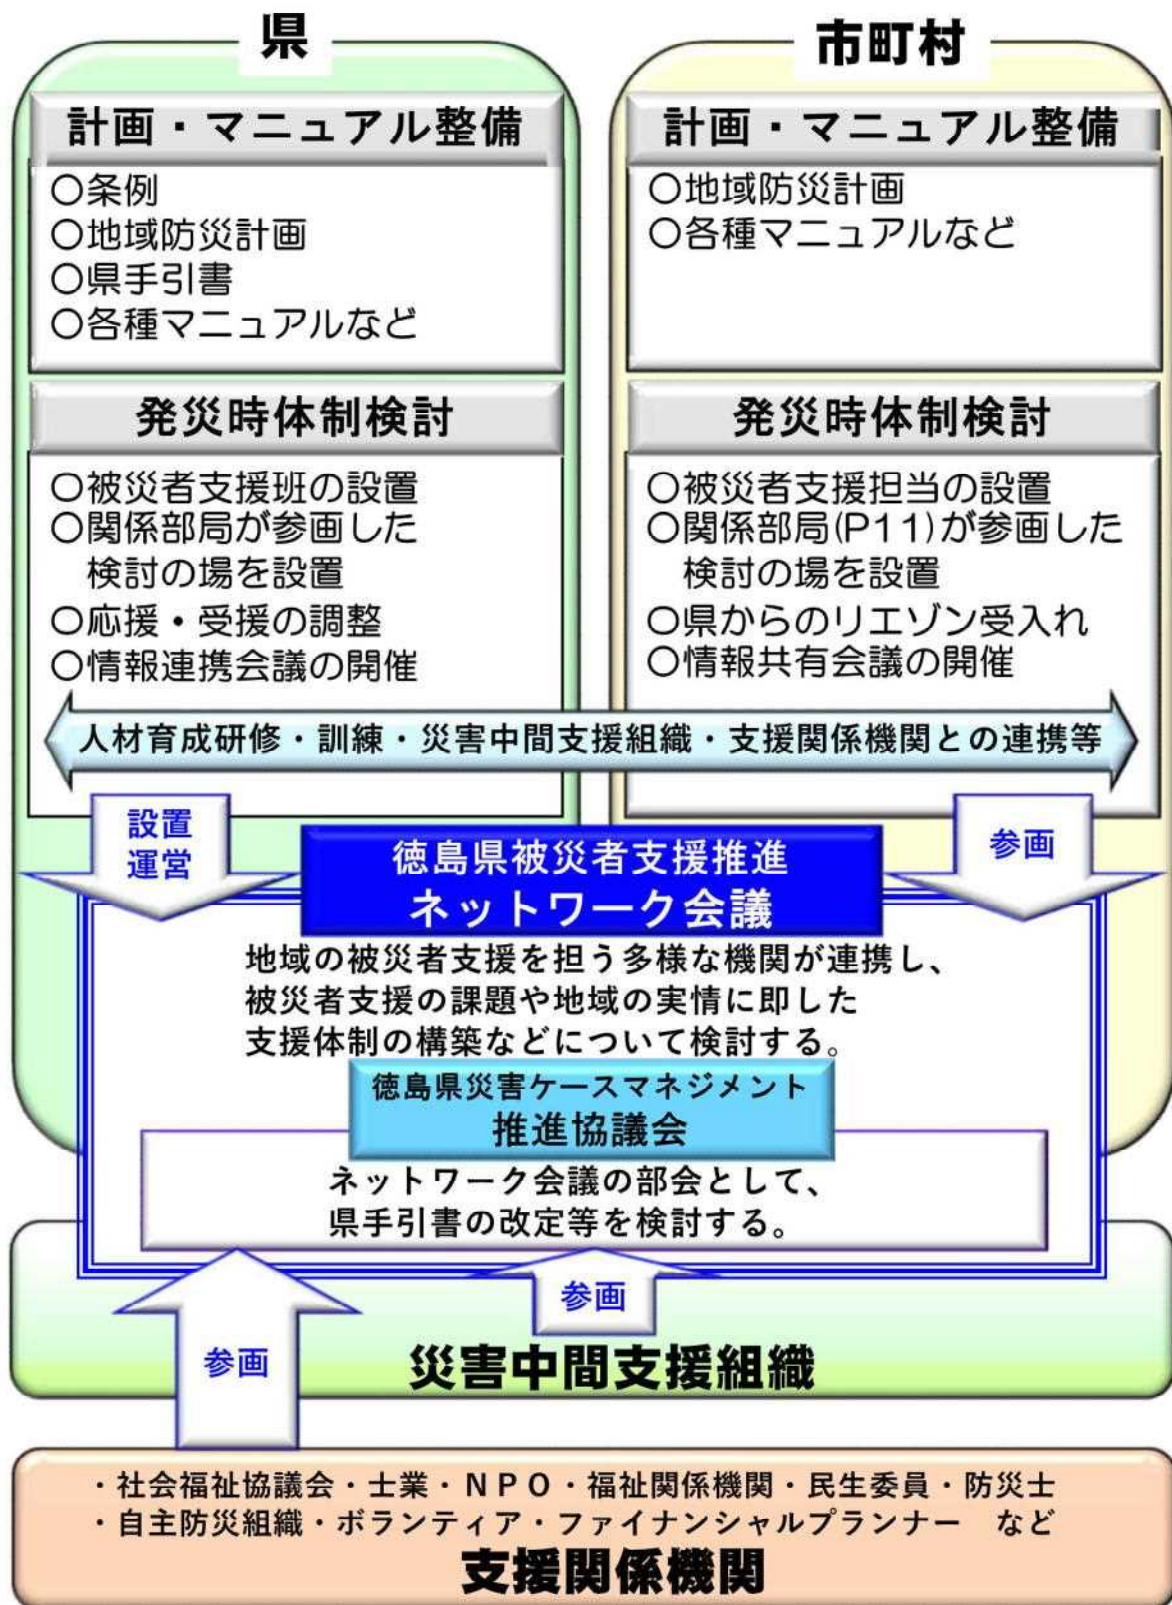 県
計画・マニュアル整備
○条例
○地域防災計画
○県手引書
○各種マニュアルなど
発災時体制検討
○被災者支援班の設置
○関係部局が参画した
検討の場を設置
○応援・受援の調整
○情報連携会議の開催
市町村
計画・マニュアル整備
○地域防災計画
○各種マニュアルなど
発災時体制検討
○被災者支援担当の設置
○関係部局(P11)が参画した
検討の場を設置
○県からのリエゾン受入れ
○情報共有会議の開催
人材育成研修・訓練・災害中間支援組織・支援関係機関との連携等
設置
運営
参画
徳島県被災者支援推進
ネットワーク会議
地域の被災者支援を担う多様な機関が連携し、
被災者支援の課題や地域の実情に即した
支援体制の構築などについて検討する。
徳島県災害ケースマネジメント
推進協議会
ネットワーク会議の部会として、
県手引書の改定等を検討する。
参画
参画
災害中間支援組織
・社会福祉協議会・士業・ＮＰＯ・福祉関係機関・民生委員・防災士
・自主防災組織・ボランティア・ファイナンシャルプランナー　など
支援関係機関